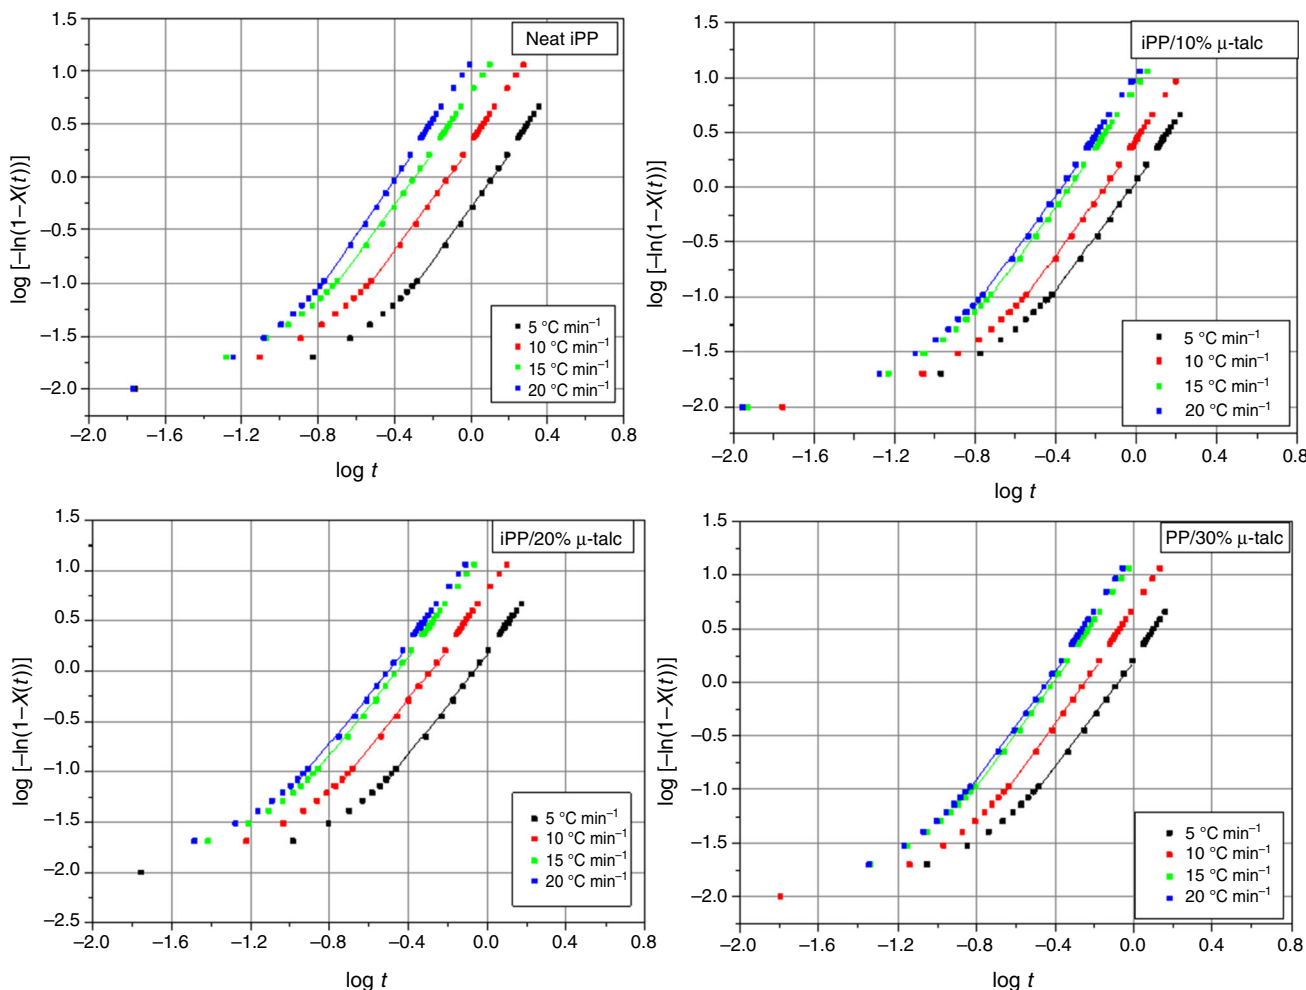 Neat iPP
log [–ln(1–X(t))]
1.5
1.0
0.5
0.0
–0.5
–1.0
–1.5
–2.0
5 °C min⁻¹
10 °C min⁻¹
15 °C min⁻¹
20 °C min⁻¹
–2.0 –1.6 –1.2 –0.8 –0.4 0.0 0.4 0.8
log t
iPP/10% μ-talc
log [–ln(1–X(t))]
1.5
1.0
0.5
0.0
–0.5
–1.0
–1.5
–2.0
5 °C min⁻¹
10 °C min⁻¹
15 °C min⁻¹
20 °C min⁻¹
–2.0 –1.6 –1.2 –0.8 –0.4 0.0 0.4 0.8
log t
iPP/20% μ-talc
log [–ln(1–X(t))]
1.5
1.0
0.5
0.0
–0.5
–1.0
–1.5
–2.0
–2.5
5 °C min⁻¹
10 °C min⁻¹
15 °C min⁻¹
20 °C min⁻¹
–2.0 –1.6 –1.2 –0.8 –0.4 0.0 0.4 0.8
log t
PP/30% μ-talc
log [–ln(1–X(t))]
1.5
1.0
0.5
0.0
–0.5
–1.0
–1.5
–2.0
5 °C min⁻¹
10 °C min⁻¹
15 °C min⁻¹
20 °C min⁻¹
–2.0 –1.6 –1.2 –0.8 –0.4 0.0 0.4 0.8
log t